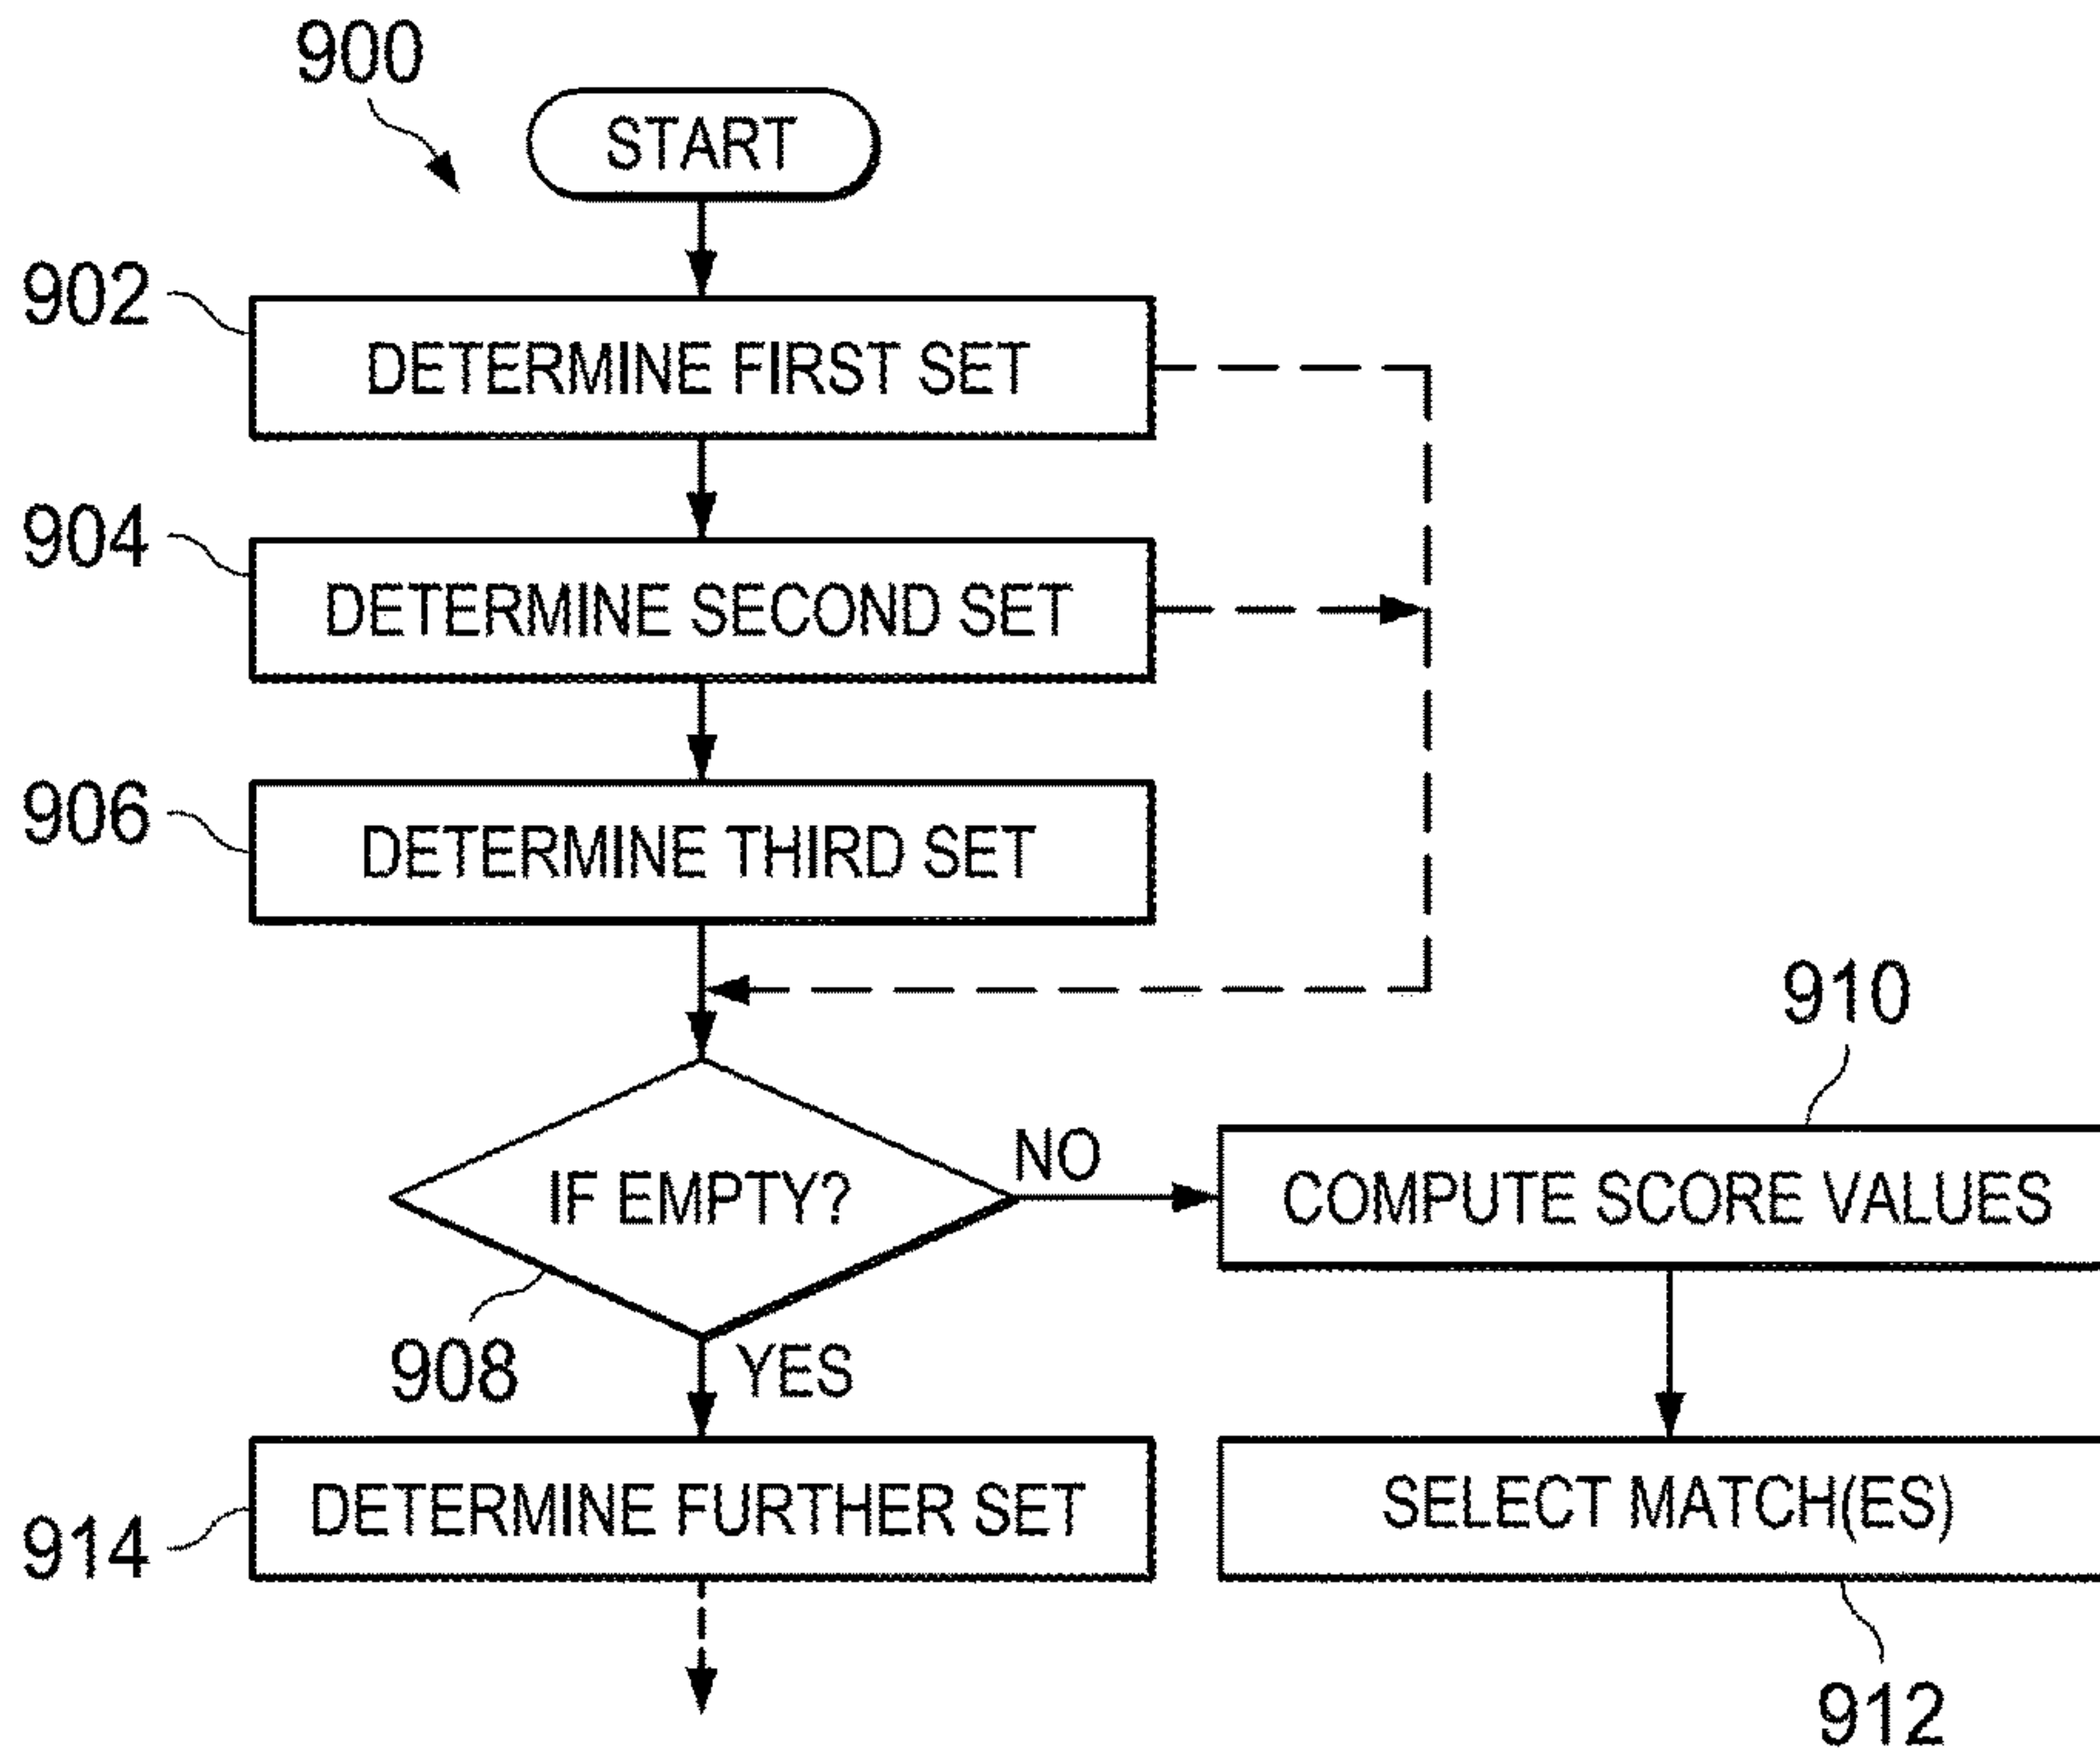 900
START
902
DETERMINE FIRST SET
904
DETERMINE SECOND SET
906
DETERMINE THIRD SET
910
NO
IF EMPTY?
COMPUTE SCORE VALUES
908
YES
DETERMINE FURTHER SET
SELECT MATCH(ES)
914
912